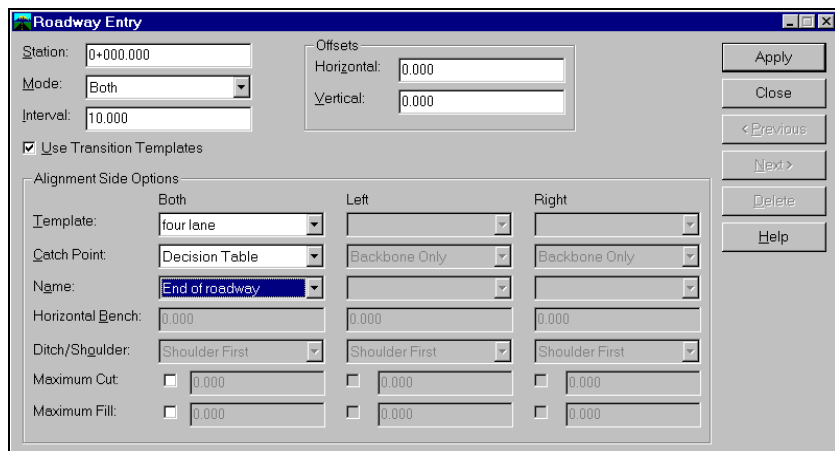 Roadway Entry
Station: 0+000.000
Mode: Both
Interval: 10.000
Use Transition Templates
Offsets
Horizontal: 0.000
Vertical: 0.000
Apply
Close
< Previous
Next >
Delete
Help
Alignment Side Options
Both Left Right
Template: four lane
Catch Point: Decision Table Backbone Only Backbone Only
Name: End of roadway
Horizontal Bench: 0.000 0.000 0.000
Ditch/Shoulder: Shoulder First Shoulder First Shoulder First
Maximum Cut: 0.000 0.000 0.000
Maximum Fill: 0.000 0.000 0.000